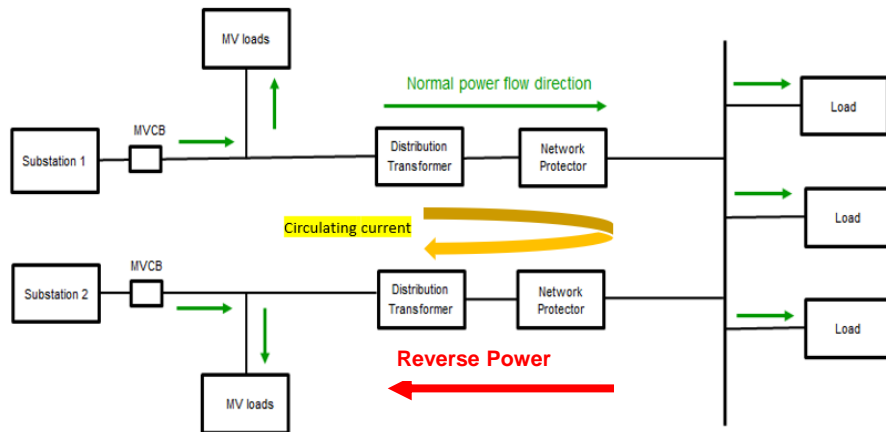 MV loads
Normal power flow direction
Load
MVCB
Substation 1
Distribution
Transformer
Network
Protector
Circulating current
Load
MVCB
Substation 2
Distribution
Transformer
Network
Protector
Load
Reverse Power
MV loads